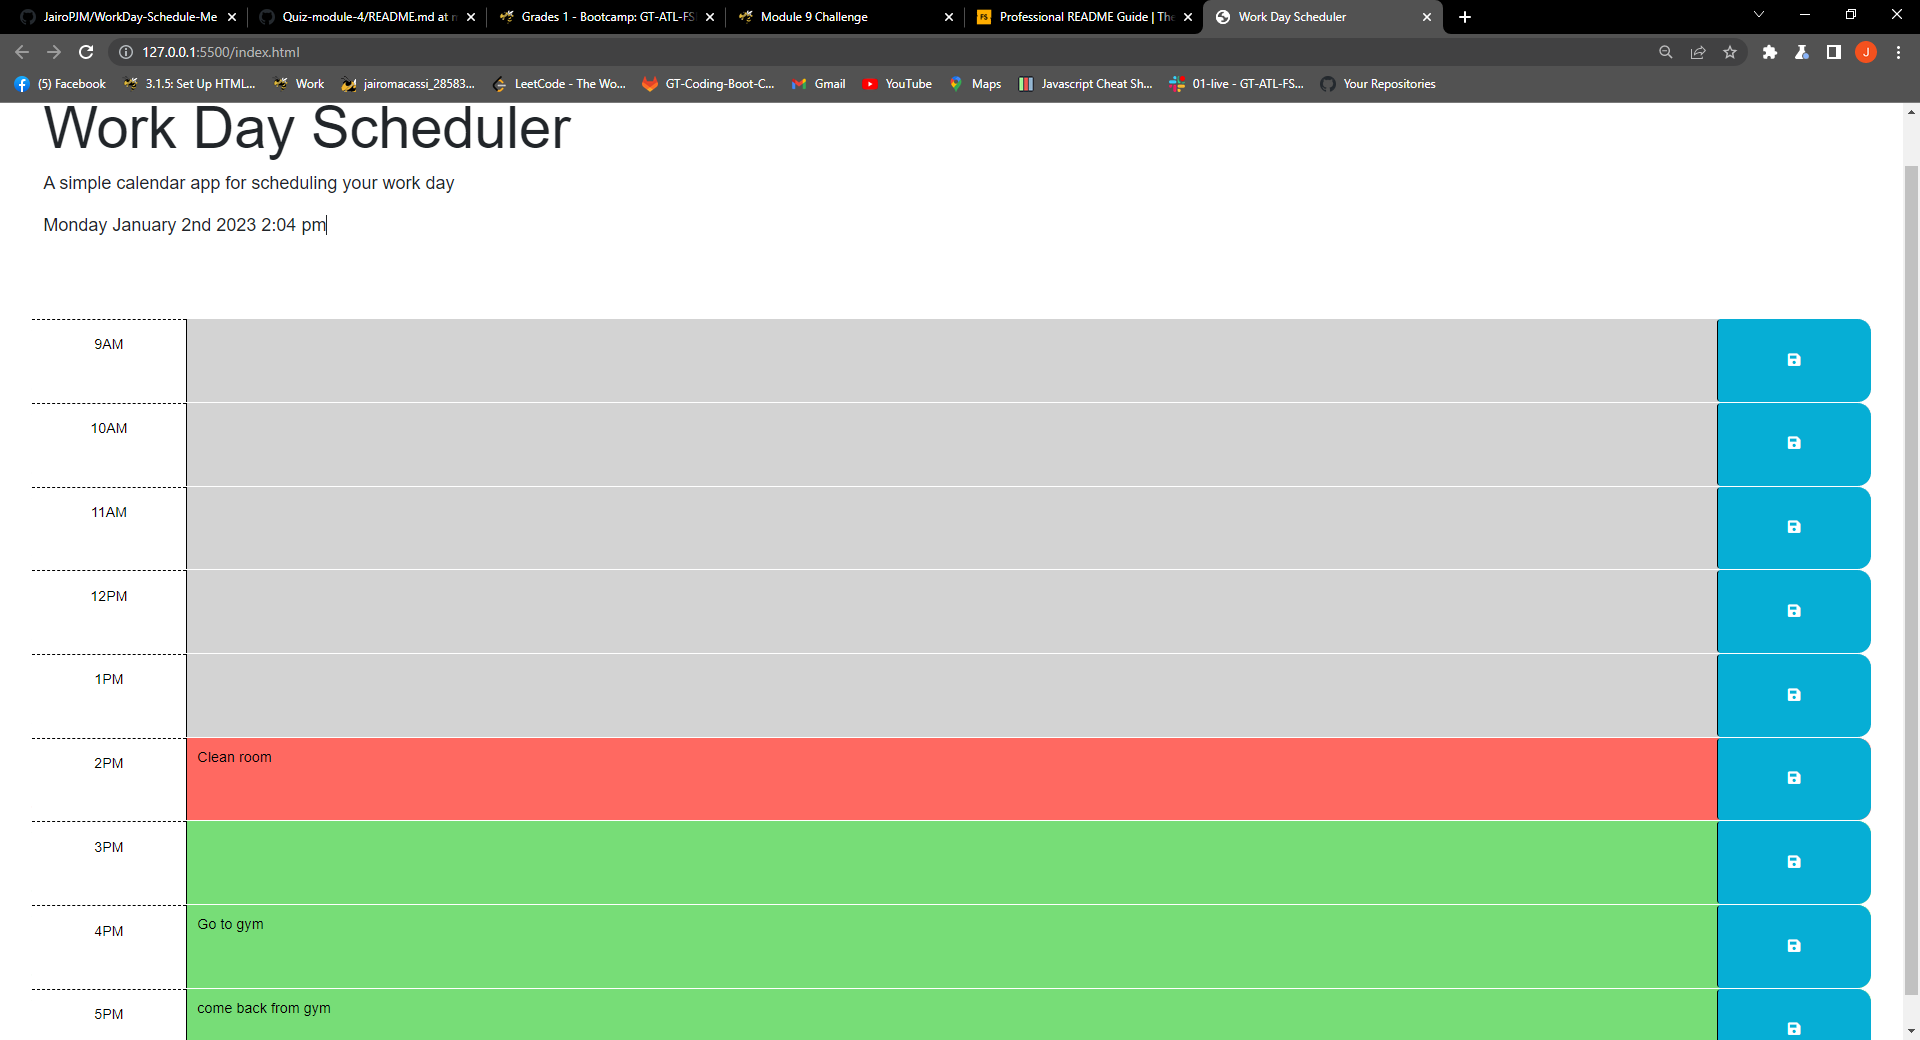 JairoPJM/WorkDay-Schedule-Me
Quiz-module-4/README.md at m
Grades 1 - Bootcamp: GT-ATL-FS
Module 9 Challenge
Professional README Guide | The
Work Day Scheduler
127.0.0.1:5500/index.html
J
(5) Facebook
3.1.5: Set Up HTML...
Work
jairomacassi_28583...
LeetCode - The Wo...
GT-Coding-Boot-C...
Gmail
YouTube
Maps
Javascript Cheat Sh...
01-live - GT-ATL-FS...
Your Repositories
Work Day Scheduler
A simple calendar app for scheduling your work day
Monday January 2nd 2023 2:04 pm
9AM
10AM
11AM
12PM
1PM
2PM Clean room
3PM
4PM Go to gym
5PM come back from gym